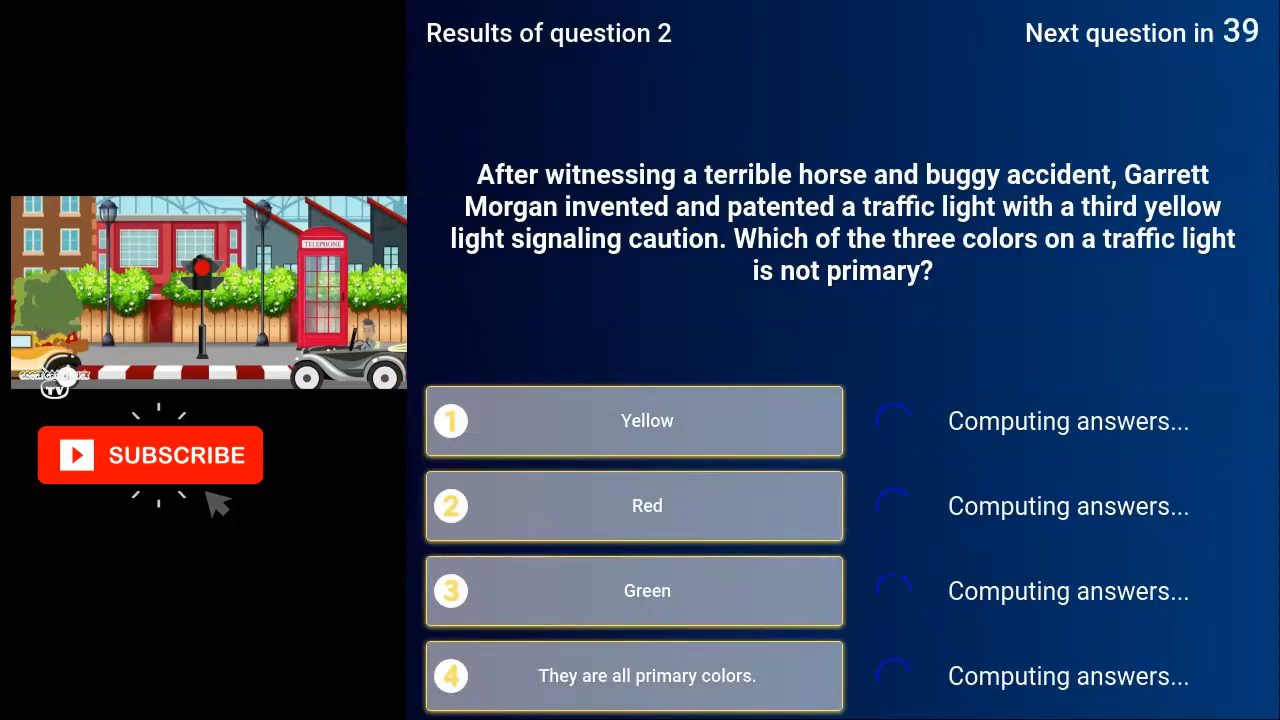 Results of question 2
Next question in 39
After witnessing a terrible horse and buggy accident, Garrett
Morgan invented and patented a traffic light with a third yellow
light signaling caution. Which of the three colors on a traffic light
is not primary?
TELEPHONE
TV
SUBSCRIBE
1 Yellow
Computing answers...
2 Red
Computing answers...
3 Green
Computing answers...
4 They are all primary colors.
Computing answers...